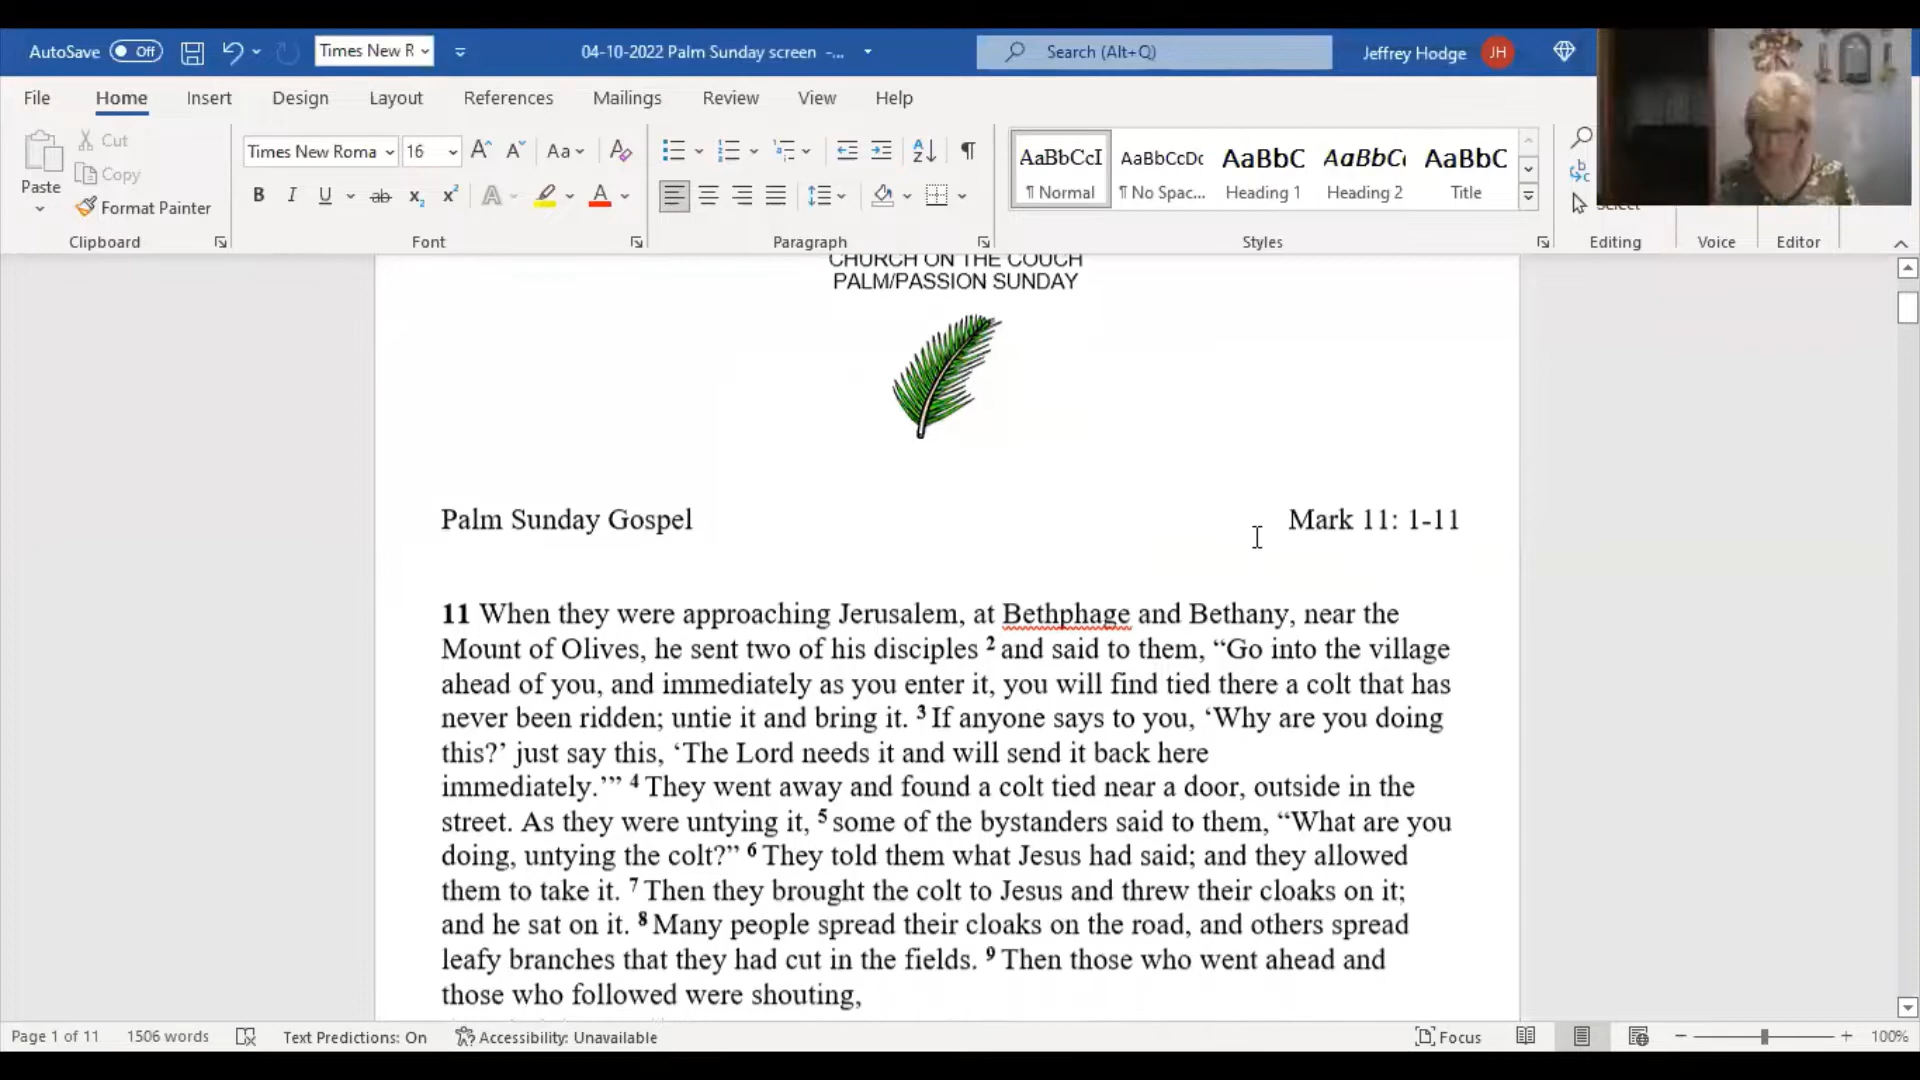 AutoSave Off Times New R 04-10-2022 Palm Sunday screen -... Search (Alt+Q) Jeffrey Hodge JH
File Home Insert Design Layout References Mailings Review View Help
Paste Cut Copy Format Painter
Clipboard
Times New Roma 16 Aa
B I U ab x₂ x² A A
Font
Paragraph
AaBbCcI AaBbCcDc AaBbC AaBbC AaBbC
¶ Normal ¶ No Spac... Heading 1 Heading 2 Title
Styles
Editing Voice Editor
CHURCH ON THE COUCH
PALM/PASSION SUNDAY
Palm Sunday Gospel Mark 11: 1-11
11 When they were approaching Jerusalem, at Bethphage and Bethany, near the
Mount of Olives, he sent two of his disciples ² and said to them, “Go into the village
ahead of you, and immediately as you enter it, you will find tied there a colt that has
never been ridden; untie it and bring it. ³ If anyone says to you, ‘Why are you doing
this?’ just say this, ‘The Lord needs it and will send it back here
immediately.’” ⁴ They went away and found a colt tied near a door, outside in the
street. As they were untying it, ⁵ some of the bystanders said to them, “What are you
doing, untying the colt?” ⁶ They told them what Jesus had said; and they allowed
them to take it. ⁷ Then they brought the colt to Jesus and threw their cloaks on it;
and he sat on it. ⁸ Many people spread their cloaks on the road, and others spread
leafy branches that they had cut in the fields. ⁹ Then those who went ahead and
those who followed were shouting,
Page 1 of 11 1506 words Text Predictions: On Accessibility: Unavailable Focus 100%